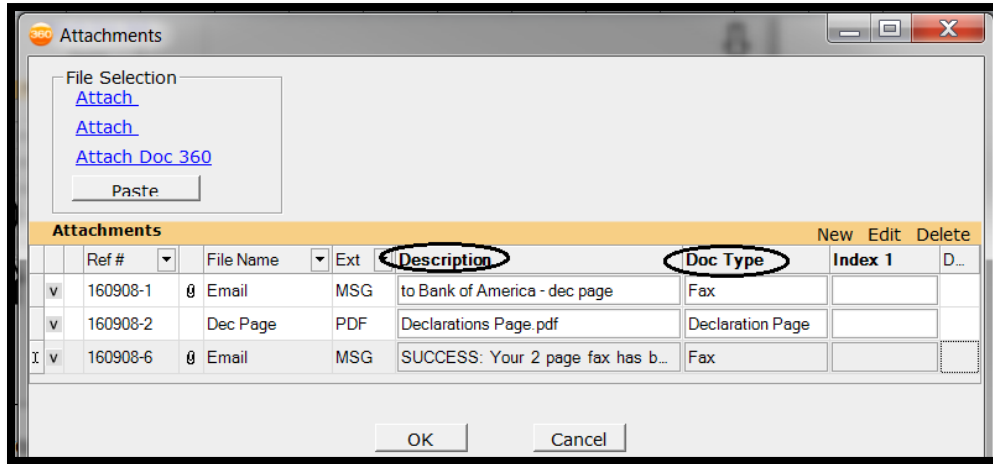 360 Attachments
X
File Selection
Attach
Attach
Attach Doc 360
Paste
Attachments New Edit Delete
Ref # File Name Ext Description Doc Type Index 1 D...
v 160908-1 Email MSG to Bank of America - dec page Fax
v 160908-2 Dec Page PDF Declarations Page.pdf Declaration Page
v 160908-6 Email MSG SUCCESS: Your 2 page fax has b... Fax
OK Cancel